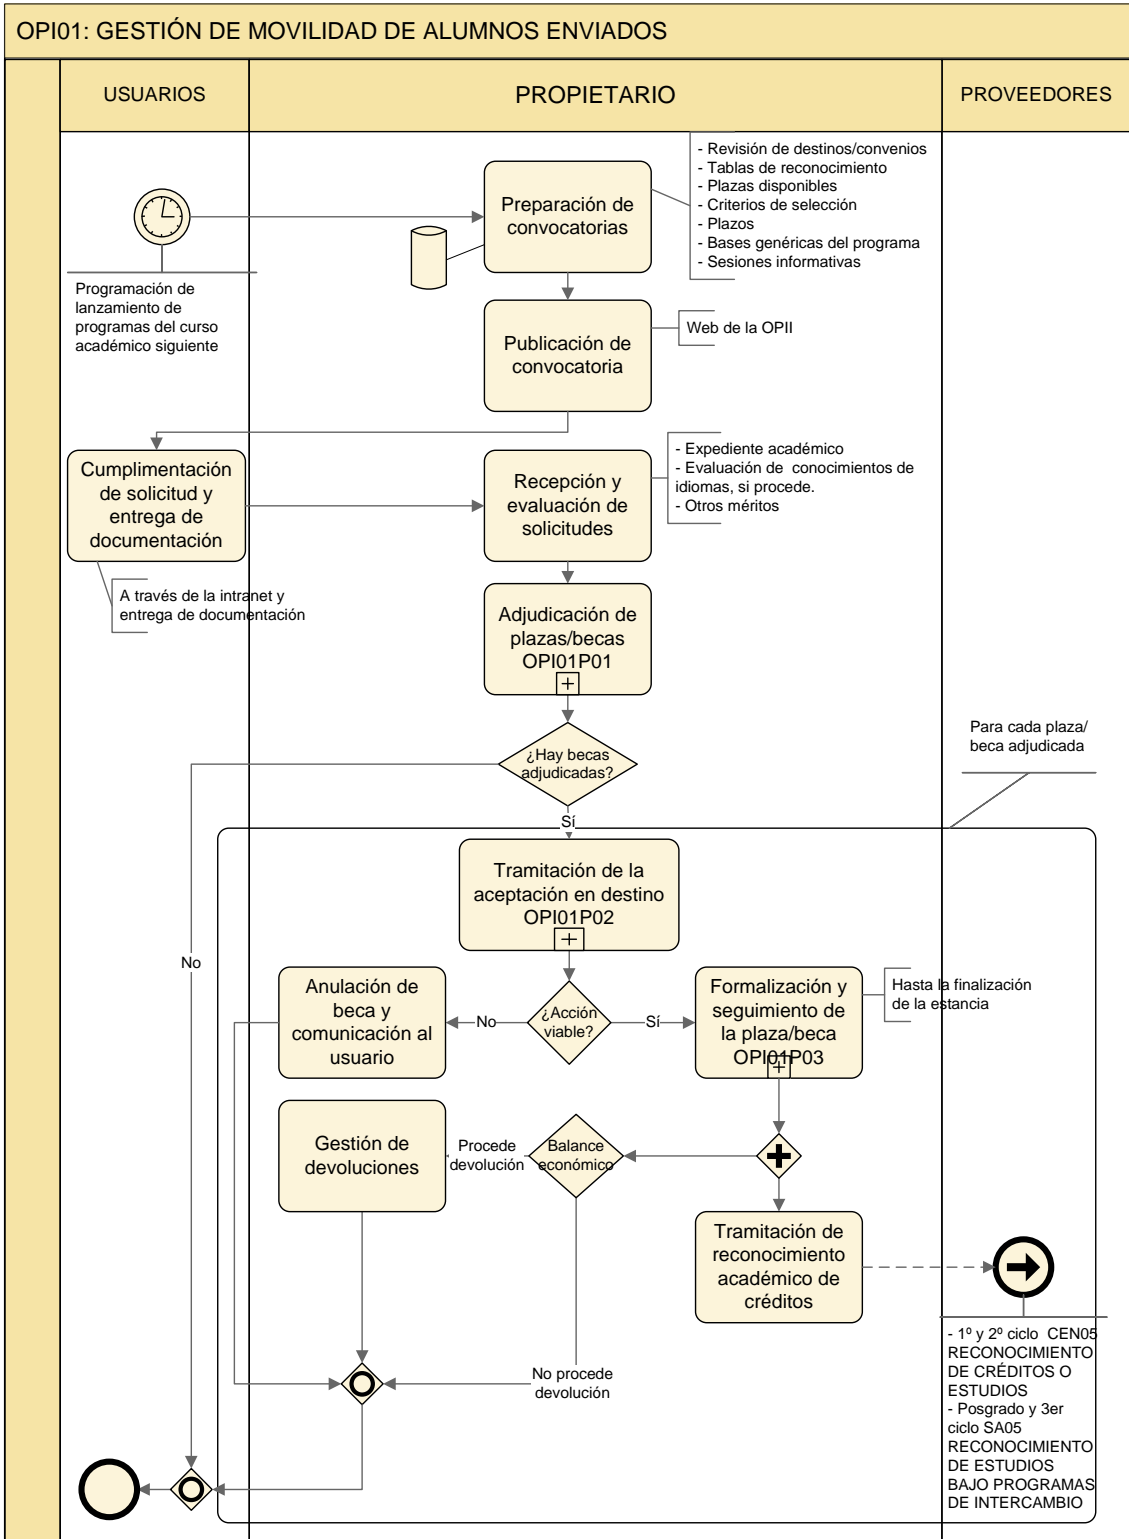 OPI01: GESTIÓN DE MOVILIDAD DE ALUMNOS ENVIADOS
USUARIOS
PROPIETARIO
PROVEEDORES
- Revisión de destinos/convenios
- Tablas de reconocimiento
- Plazas disponibles
- Criterios de selección
- Plazos
- Bases genéricas del programa
- Sesiones informativas
Preparación de
convocatorias
Programación de
lanzamiento de
programas del curso
académico siguiente
Publicación de
convocatoria
Web de la OPII
Cumplimentación
de solicitud y
entrega de
documentación
Recepción y
evaluación de
solicitudes
- Expediente académico
- Evaluación de  conocimientos de
idiomas, si procede.
- Otros méritos
A través de la intranet y
entrega de documentación
Adjudicación de
plazas/becas
OPI01P01
¿Hay becas
adjudicadas?
Para cada plaza/
beca adjudicada
Sí
Tramitación de la
aceptación en destino
OPI01P02
No
Anulación de
beca y
comunicación al
usuario
No
¿Acción
viable?
Sí
Formalización y
seguimiento de
la plaza/beca
OPI01P03
Hasta la finalización
de la estancia
Gestión de
devoluciones
Procede
devolución
Balance
económico
Tramitación de
reconocimiento
académico de
créditos
No procede
devolución
- 1º y 2º ciclo  CEN05
RECONOCIMIENTO
DE CRÉDITOS O
ESTUDIOS
- Posgrado y 3er
ciclo SA05
RECONOCIMIENTO
DE ESTUDIOS
BAJO PROGRAMAS
DE INTERCAMBIO